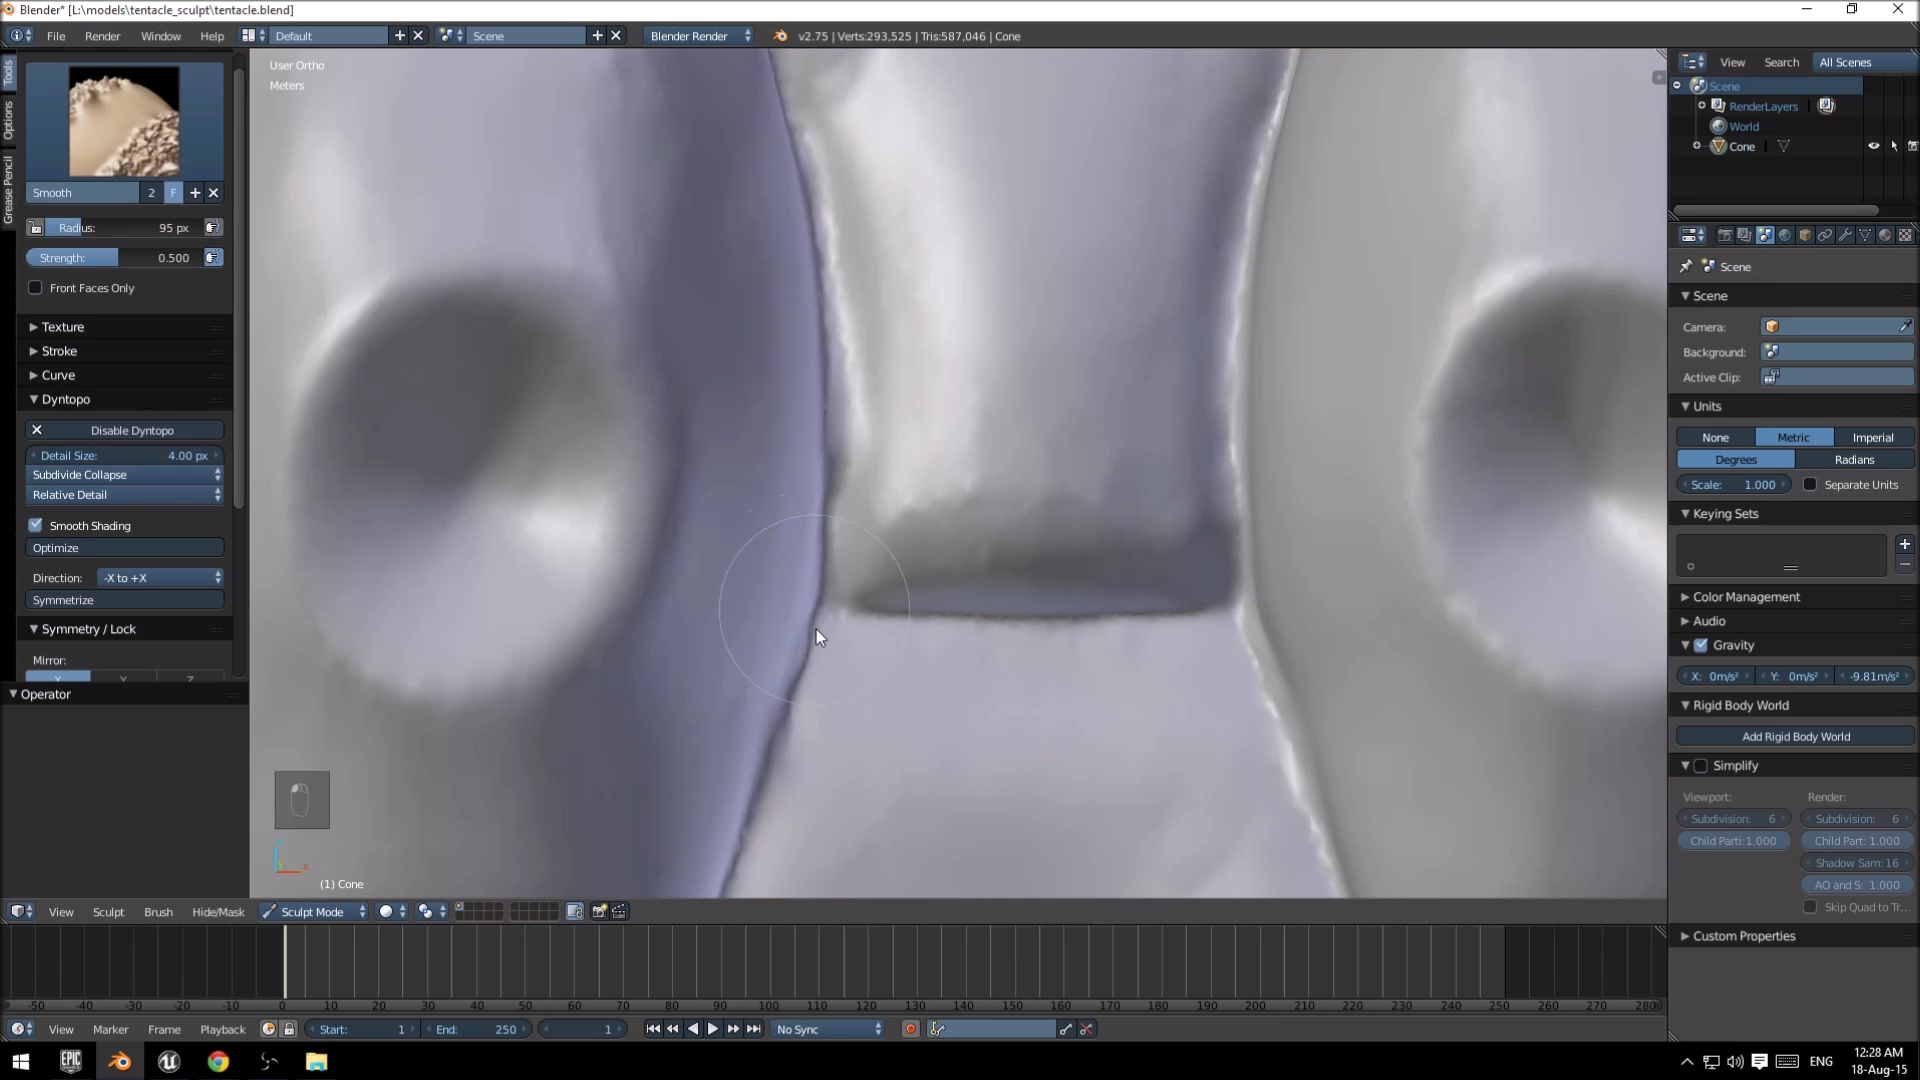 Blender* [L:\models\tentacle_sculpt\tentacle.blend]
File Render Window Help Default Scene Blender Render v2.75 | Verts:293,525 | Tris:587,046 | Cone
User Ortho
Meters
Tools
Options
Grease Pencil
Smooth 2 F
Radius: 95 px
Strength: 0.500
Front Faces Only
Texture
Stroke
Curve
Dyntopo
Disable Dyntopo
Detail Size: 4.00 px
Subdivide Collapse
Relative Detail
Smooth Shading
Optimize
Direction: -X to +X
Symmetrize
Symmetry / Lock
Mirror:
X Y Z
Operator
(1) Cone
View Search All Scenes
Scene
RenderLayers
World
Cone
Scene
Scene
Camera:
Background:
Active Clip:
Units
None Metric Imperial
Degrees Radians
Scale: 1.000 Separate Units
Keying Sets
Color Management
Audio
Gravity
X: 0m/s² Y: 0m/s² -9.81m/s²
Rigid Body World
Add Rigid Body World
Simplify
Viewport: Render:
Subdivision: 6 Subdivision: 6
Child Parti:1.000 Child Part: 1.000
Shadow Sam:16
AO and S: 1.000
Skip Quad to Tr...
Custom Properties
View Sculpt Brush Hide/Mask Sculpt Mode
-50 -40 -30 -20 -10 0 10 20 30 40 50 60 70 80 90 100 110 120 130 140 150 160 170 180 190 200 210 220 230 240 250 260 270 280
View Marker Frame Playback Start: 1 End: 250 1 No Sync
EPIC
ENG
12:28 AM
18-Aug-15